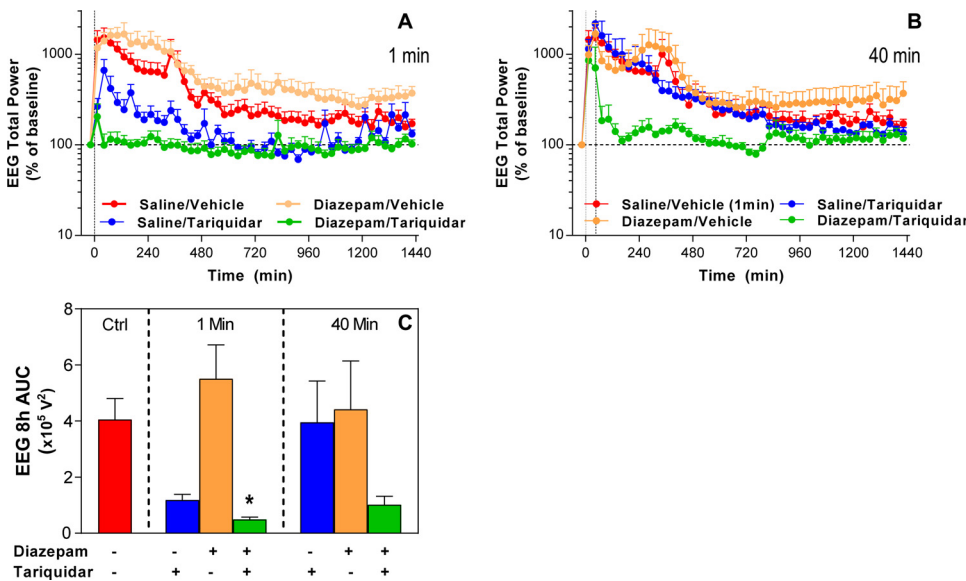 A
1 min
EEG Total Power
(% of baseline)
1000
100
10
Saline/Vehicle
Diazepam/Vehicle
Saline/Tariquidar
Diazepam/Tariquidar
0 240 480 720 960 1200 1440
Time (min)
B
40 min
EEG Total Power
(% of baseline)
1000
100
10
Saline/Vehicle (1min)
Saline/Tariquidar
Diazepam/Vehicle
Diazepam/Tariquidar
0 240 480 720 960 1200 1440
Time (min)
C
Ctrl 1 Min 40 Min
EEG 8h AUC
(x10⁵ V²)
8
6
4
2
0
*
Diazepam - - + + - + +
Tariquidar - + - + + - +